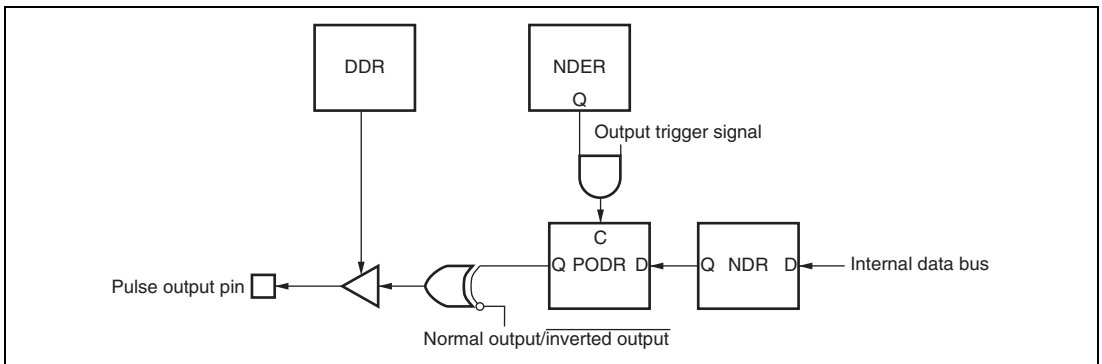 DDR
NDER
Q
Output trigger signal
C
Q PODR D
Q NDR D
Internal data bus
Pulse output pin
Normal output/inverted output